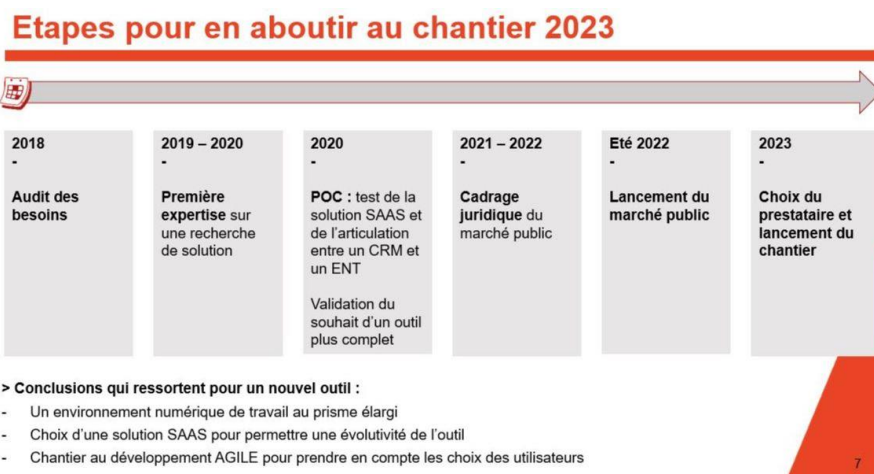 Etapes pour en aboutir au chantier 2023
2018
-
Audit des
besoins
2019 – 2020
-
Première
expertise sur
une recherche
de solution
2020
-
POC : test de la
solution SAAS et
de l'articulation
entre un CRM et
un ENT
Validation du
souhait d'un outil
plus complet
2021 – 2022
-
Cadrage
juridique du
marché public
Eté 2022
-
Lancement du
marché public
2023
-
Choix du
prestataire et
lancement du
chantier
> Conclusions qui ressortent pour un nouvel outil :
- Un environnement numérique de travail au prisme élargi
- Choix d'une solution SAAS pour permettre une évolutivité de l'outil
- Chantier au développement AGILE pour prendre en compte les choix des utilisateurs
7